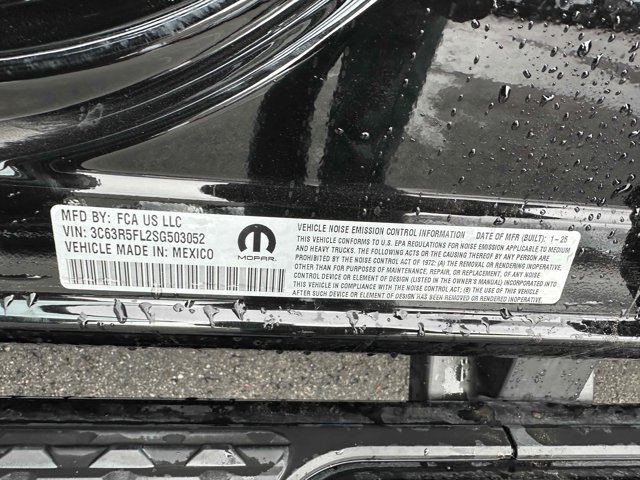 MFD BY: FCA US LLC
VIN: 3C63R5FL2SG503052
VEHICLE MADE IN: MEXICO
MOPAR.
VEHICLE NOISE EMISSION CONTROL INFORMATION DATE OF MFR (BUILT): 1-25
THIS VEHICLE CONFORMS TO U.S. EPA REGULATIONS FOR NOISE EMISSION APPLICABLE TO MEDIUM
AND HEAVY TRUCKS. THE FOLLOWING ACTS OR THE CAUSING THEREOF BY ANY PERSON ARE
PROHIBITED BY THE NOISE CONTROL ACT OF 1972: (A) THE REMOVAL OR RENDERING INOPERATIVE,
OTHER THAN FOR PURPOSES OF MAINTENANCE, REPAIR, OR REPLACEMENT, OF ANY NOISE
CONTROL DEVICE OR ELEMENT OF DESIGN (LISTED IN THE OWNER'S MANUAL) INCORPORATED INTO
THIS VEHICLE IN COMPLIANCE WITH THE NOISE CONTROL ACT; (B) THE USE OF THIS VEHICLE
AFTER SUCH DEVICE OR ELEMENT OF DESIGN HAS BEEN REMOVED OR RENDERED INOPERATIVE.